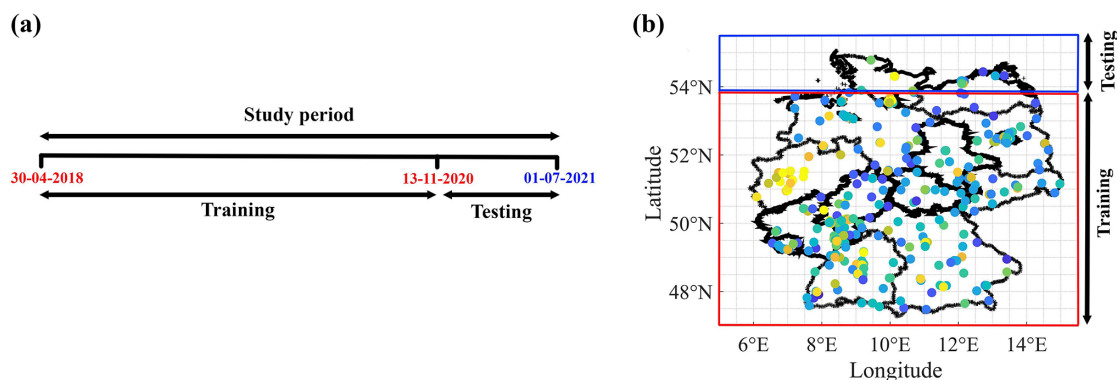 (a)
Study period
30-04-2018
13-11-2020
01-07-2021
Training
Testing
(b)
Latitude
54°N
52°N
50°N
48°N
6°E
8°E
10°E
12°E
14°E
Longitude
Testing
Training